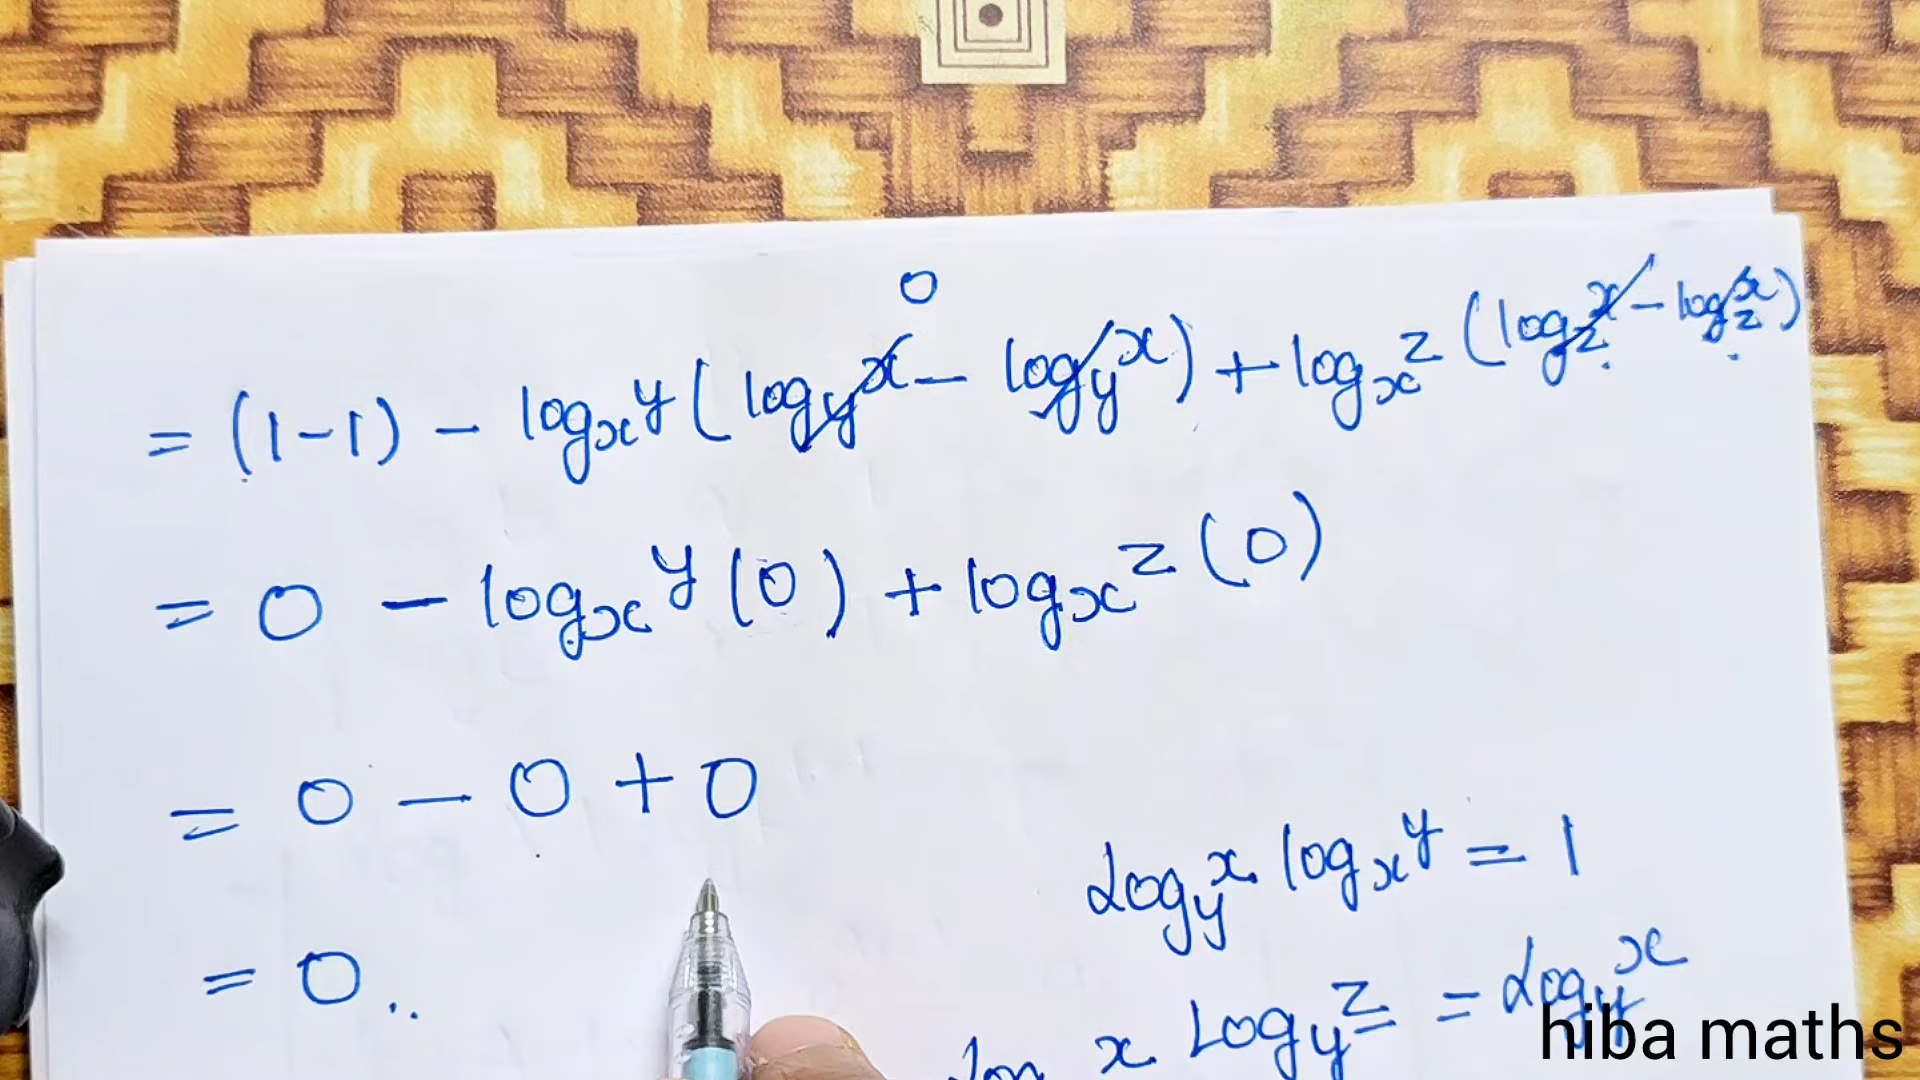 0
= (1-1) - log_x y (log_y x - log_y x) + log_x z (log_z x - log_z x)
= 0 - log_x y (0) + log_x z (0)
= 0 - 0 + 0
= 0..
Log_y x. log_x y = 1
x Log_y z = Log_y x
hiba maths